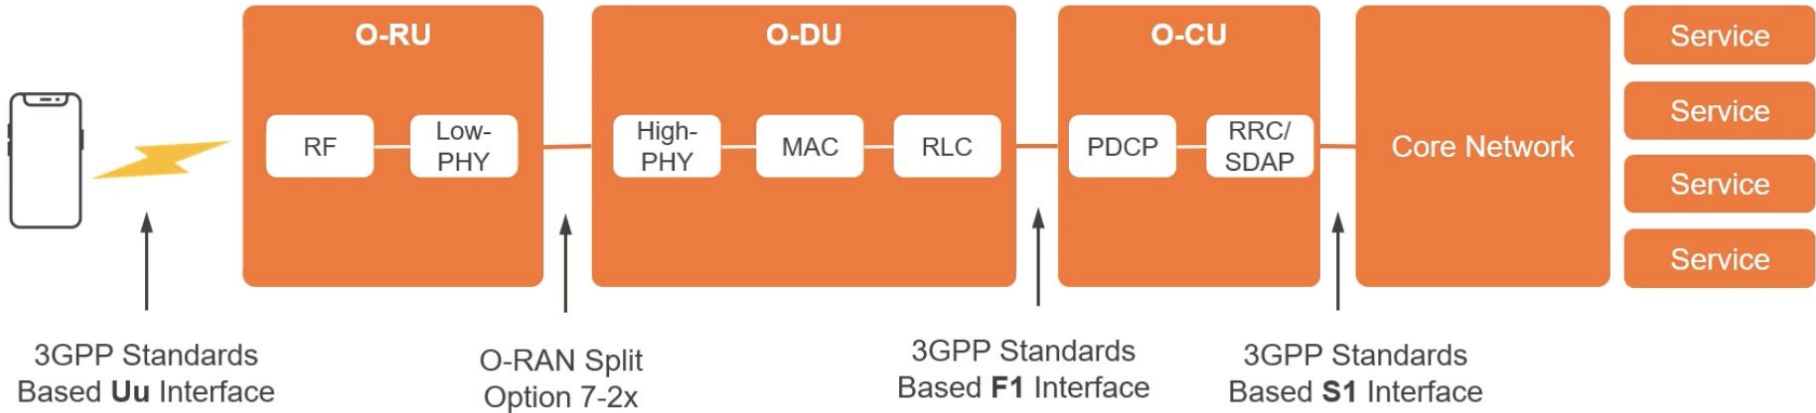 O-RU
RF
Low-
PHY
O-DU
High-
PHY
MAC
RLC
O-CU
PDCP
RRC/
SDAP
Core Network
Service
Service
Service
Service
3GPP Standards
Based Uu Interface
O-RAN Split
Option 7-2x
3GPP Standards
Based F1 Interface
3GPP Standards
Based S1 Interface